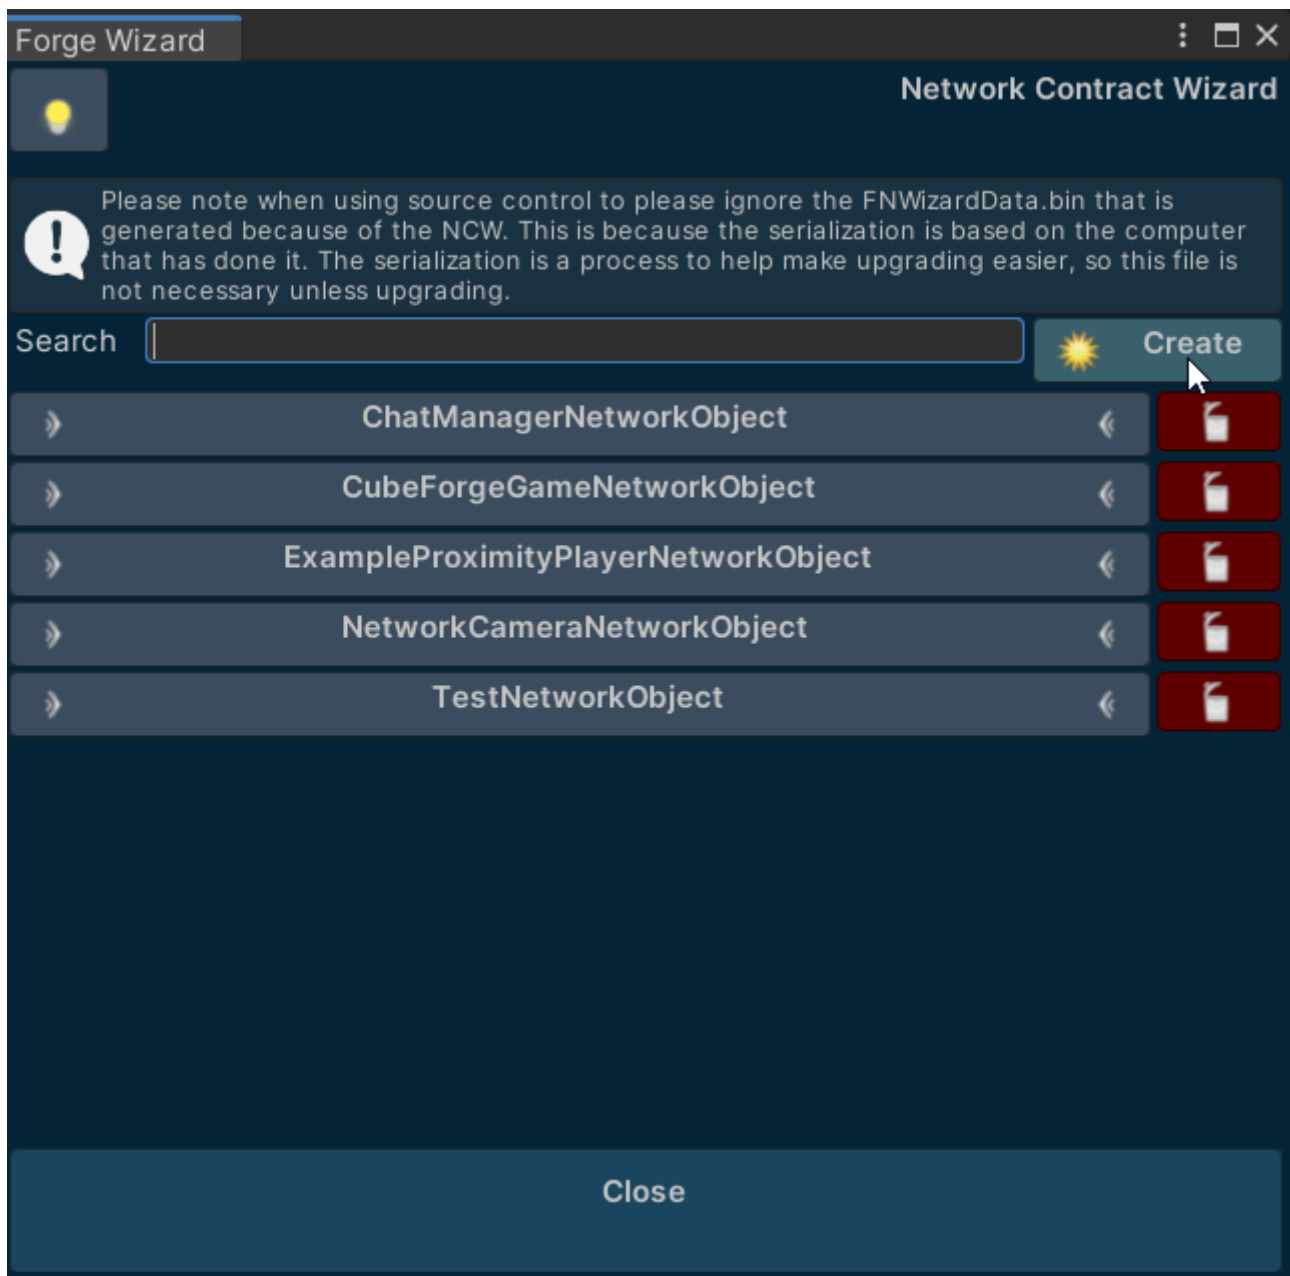 Forge Wizard
Network Contract Wizard
Please note when using source control to please ignore the FNWizardData.bin that is
generated because of the NCW. This is because the serialization is based on the computer
that has done it. The serialization is a process to help make upgrading easier, so this file is
not necessary unless upgrading.
Search
Create
ChatManagerNetworkObject
CubeForgeGameNetworkObject
ExampleProximityPlayerNetworkObject
NetworkCameraNetworkObject
TestNetworkObject
Close